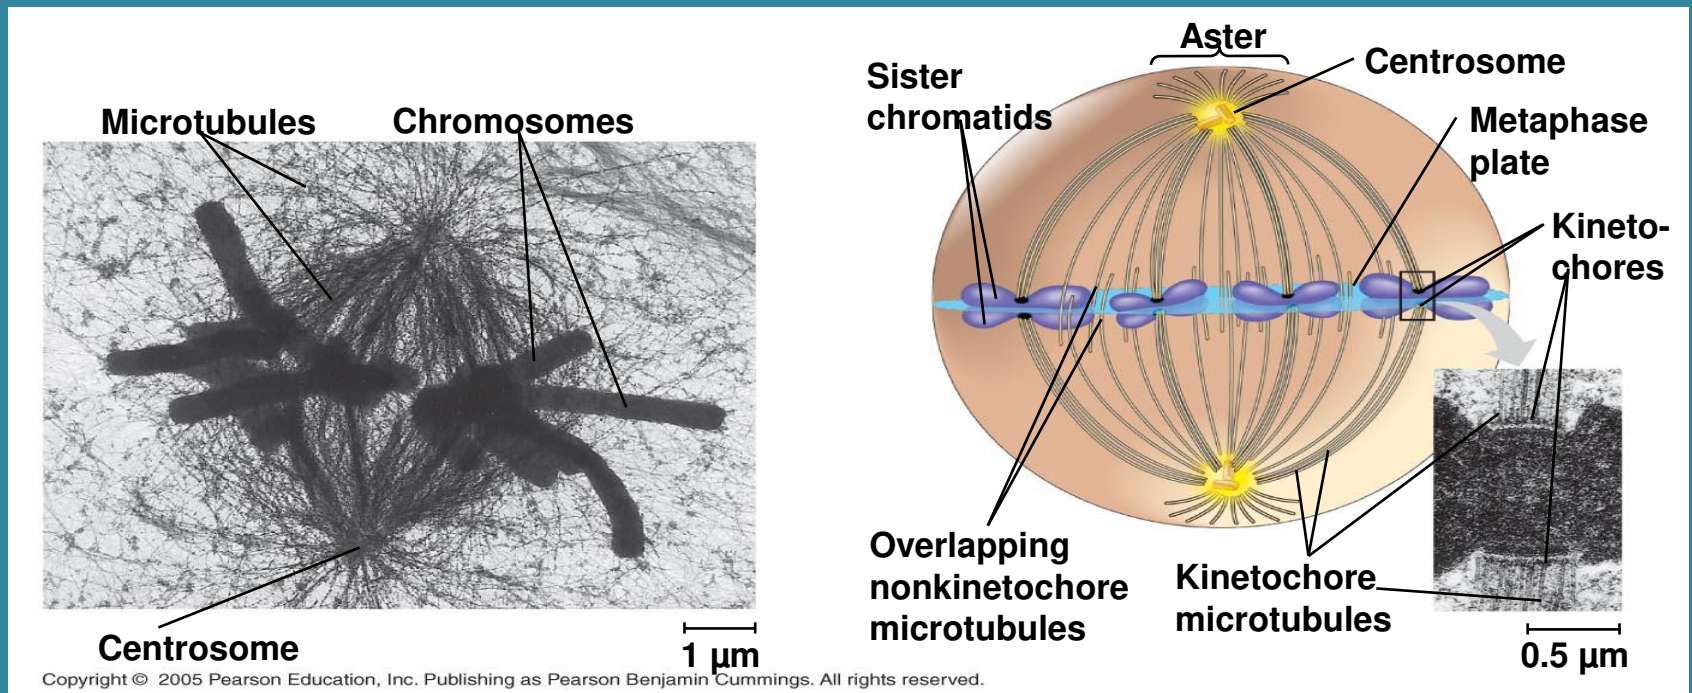 Microtubules
Chromosomes
Centrosome
1 µm
Aster
Sister
chromatids
Centrosome
Metaphase
plate
Kineto-
chores
Overlapping
nonkinetochore
microtubules
Kinetochore
microtubules
0.5 µm
Copyright © 2005 Pearson Education, Inc. Publishing as Pearson Benjamin Cummings. All rights reserved.